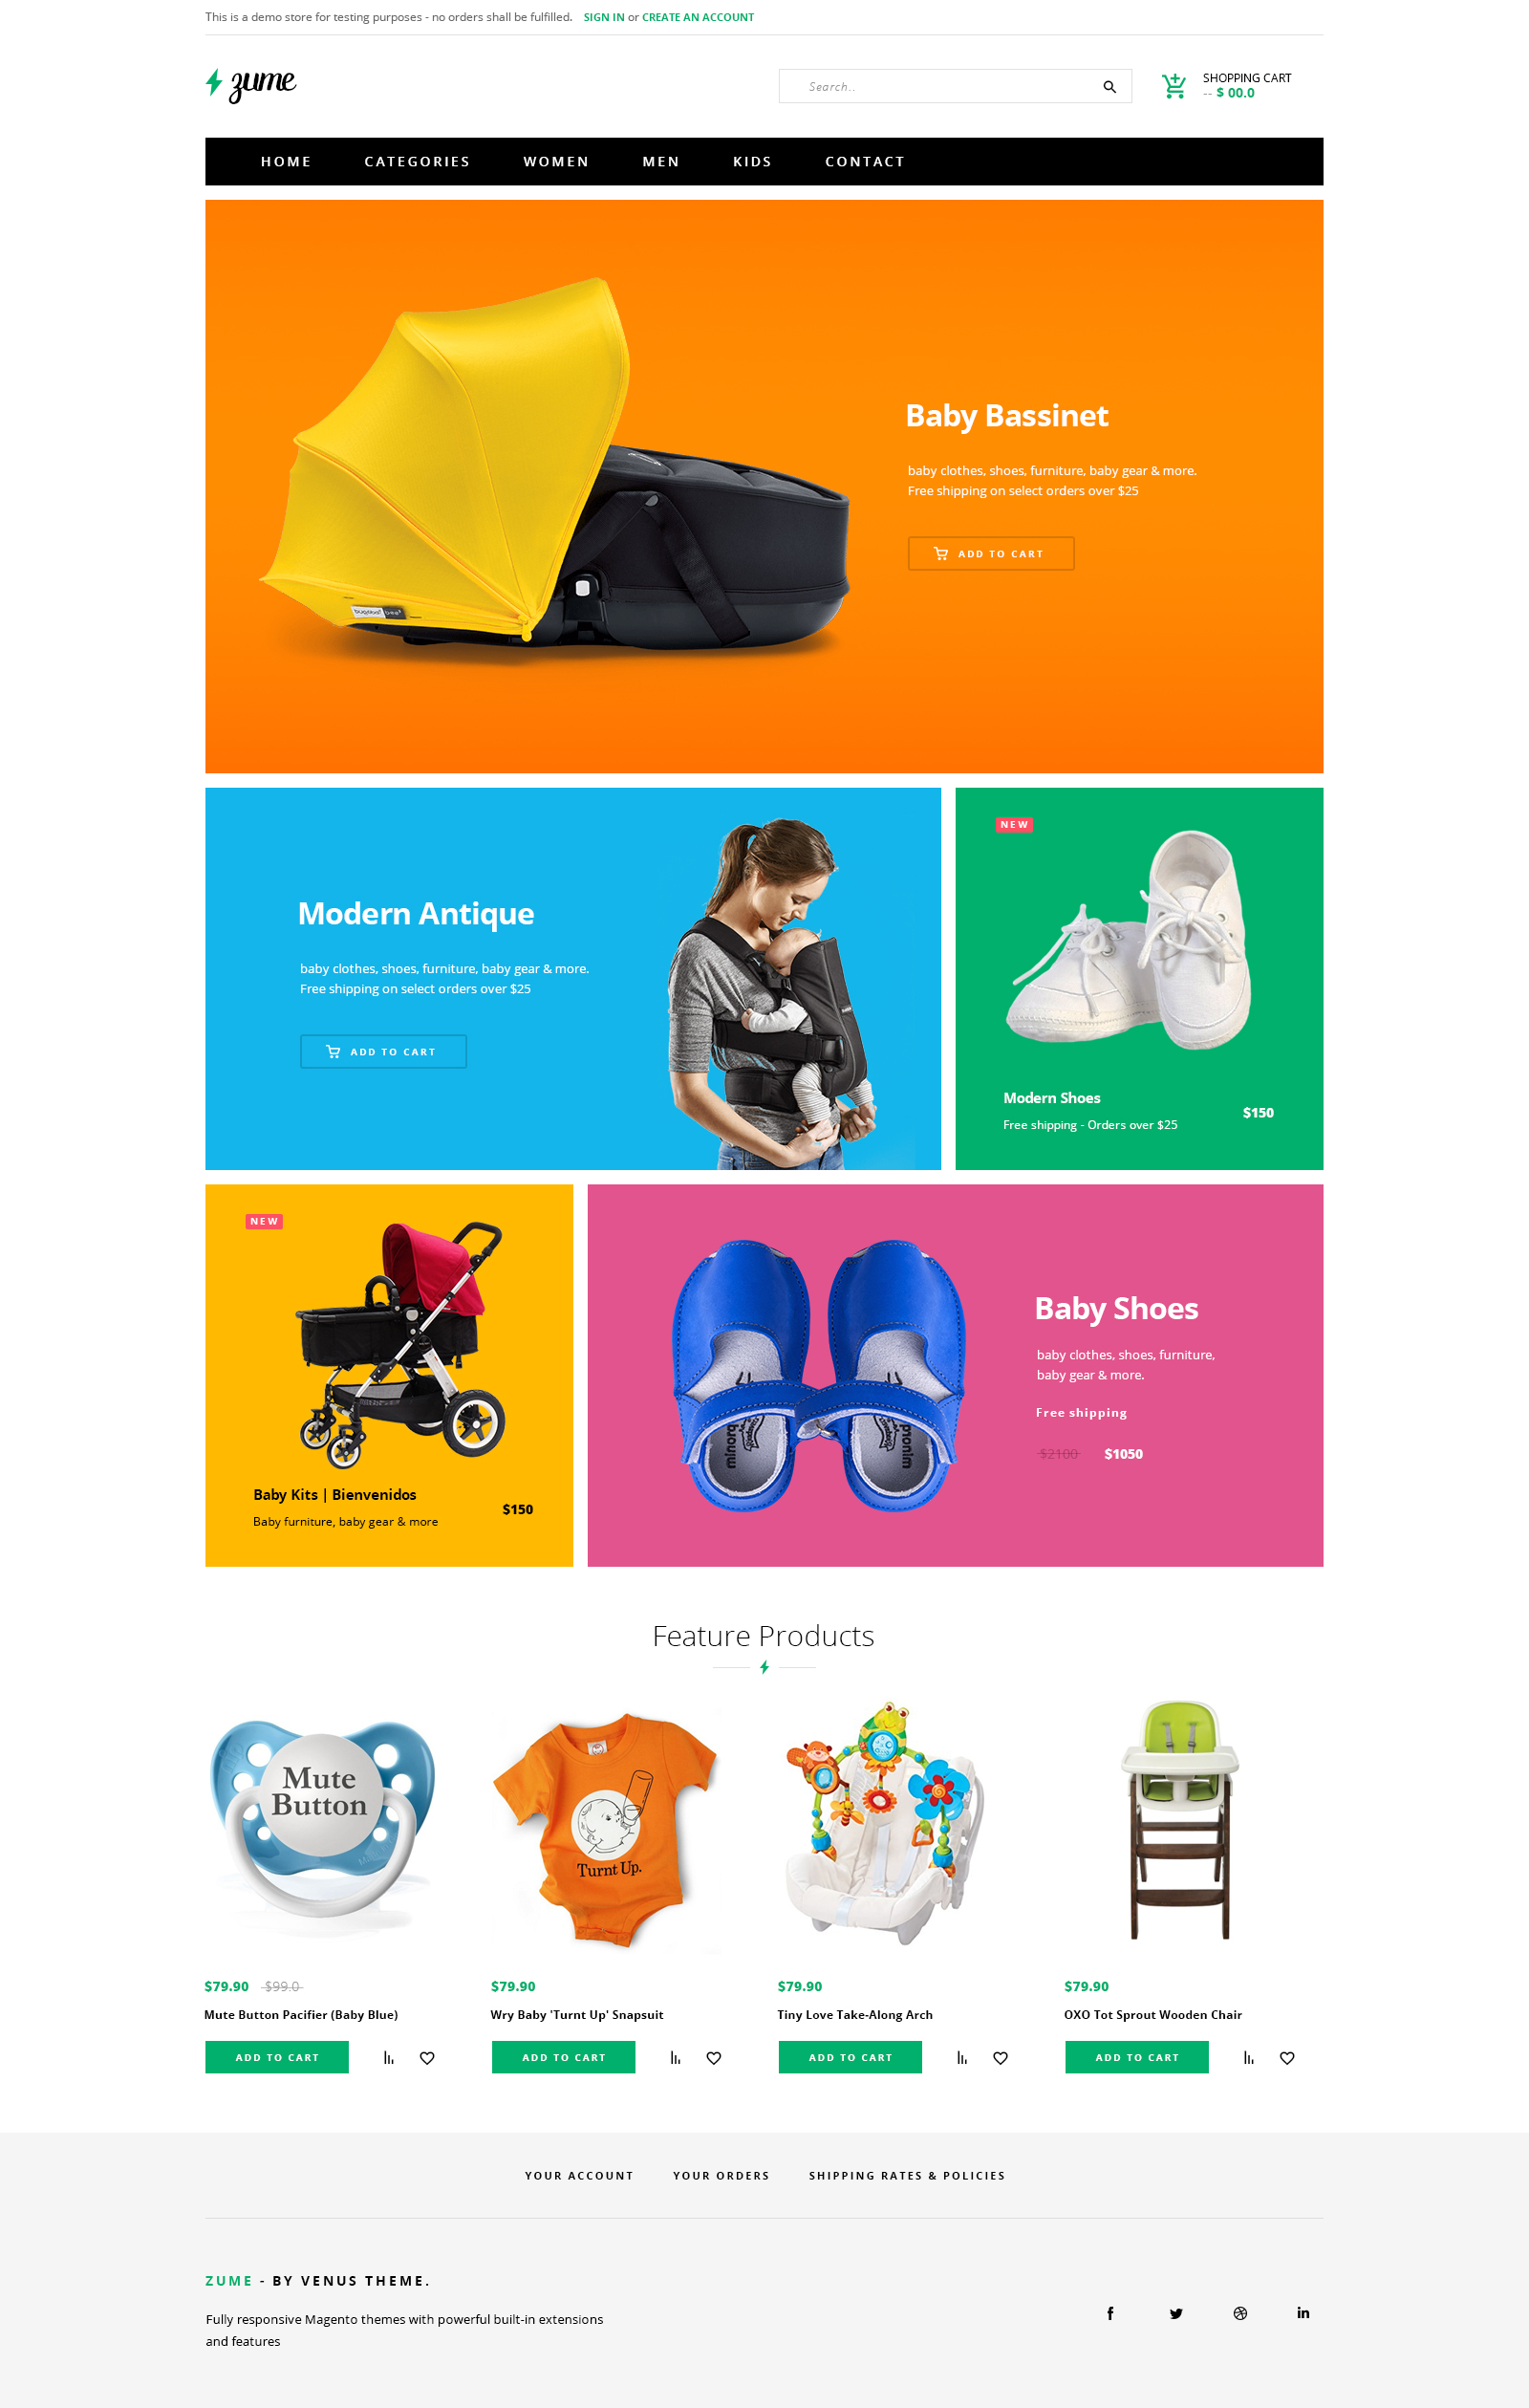 This is a demo store for testing purposes - no orders shall be fulfilled. SIGN IN or CREATE AN ACCOUNT
zume
Search..
SHOPPING CART
-- $ 00.0
HOME CATEGORIES WOMEN MEN KIDS CONTACT
Baby Bassinet
baby clothes, shoes, furniture, baby gear & more.
Free shipping on select orders over $25
ADD TO CART
bugaboo bee³
Modern Antique
baby clothes, shoes, furniture, baby gear & more.
Free shipping on select orders over $25
ADD TO CART
NEW
Modern Shoes
Free shipping - Orders over $25
$150
NEW
Baby Kits | Bienvenidos
Baby furniture, baby gear & more
$150
minom
Baby Shoes
baby clothes, shoes, furniture,
baby gear & more.
Free shipping
$2100 $1050
Feature Products
Mute
Button
Turnt Up.
$79.90 $99.0
Mute Button Pacifier (Baby Blue)
ADD TO CART
$79.90
Wry Baby 'Turnt Up' Snapsuit
ADD TO CART
$79.90
Tiny Love Take-Along Arch
ADD TO CART
$79.90
OXO Tot Sprout Wooden Chair
ADD TO CART
YOUR ACCOUNT YOUR ORDERS SHIPPING RATES & POLICIES
ZUME - BY VENUS THEME.
Fully responsive Magento themes with powerful built-in extensions
and features